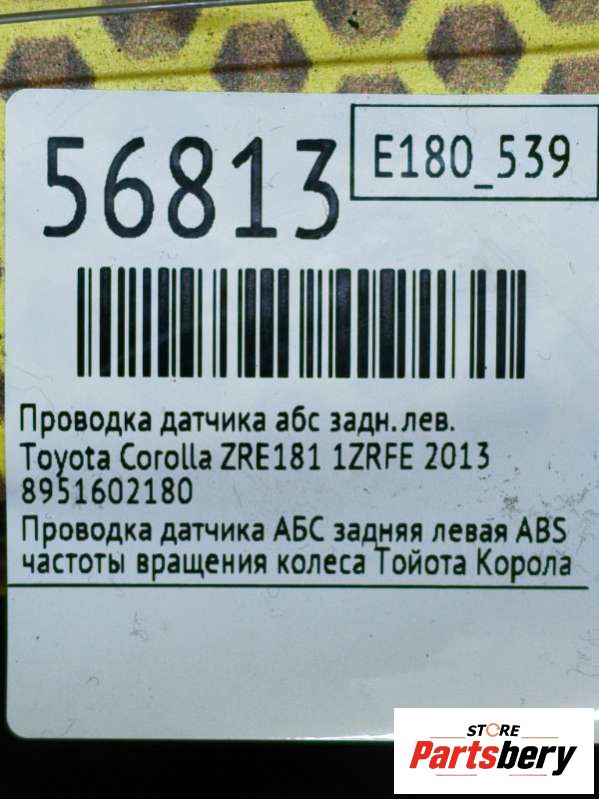 56813
E180_539
Проводка датчика абс задн.лев.
Toyota Corolla ZRE181 1ZRFE 2013
8951602180
Проводка датчика АБС задняя левая ABS
частоты вращения колеса Тойота Корола
STORE
Partsbery